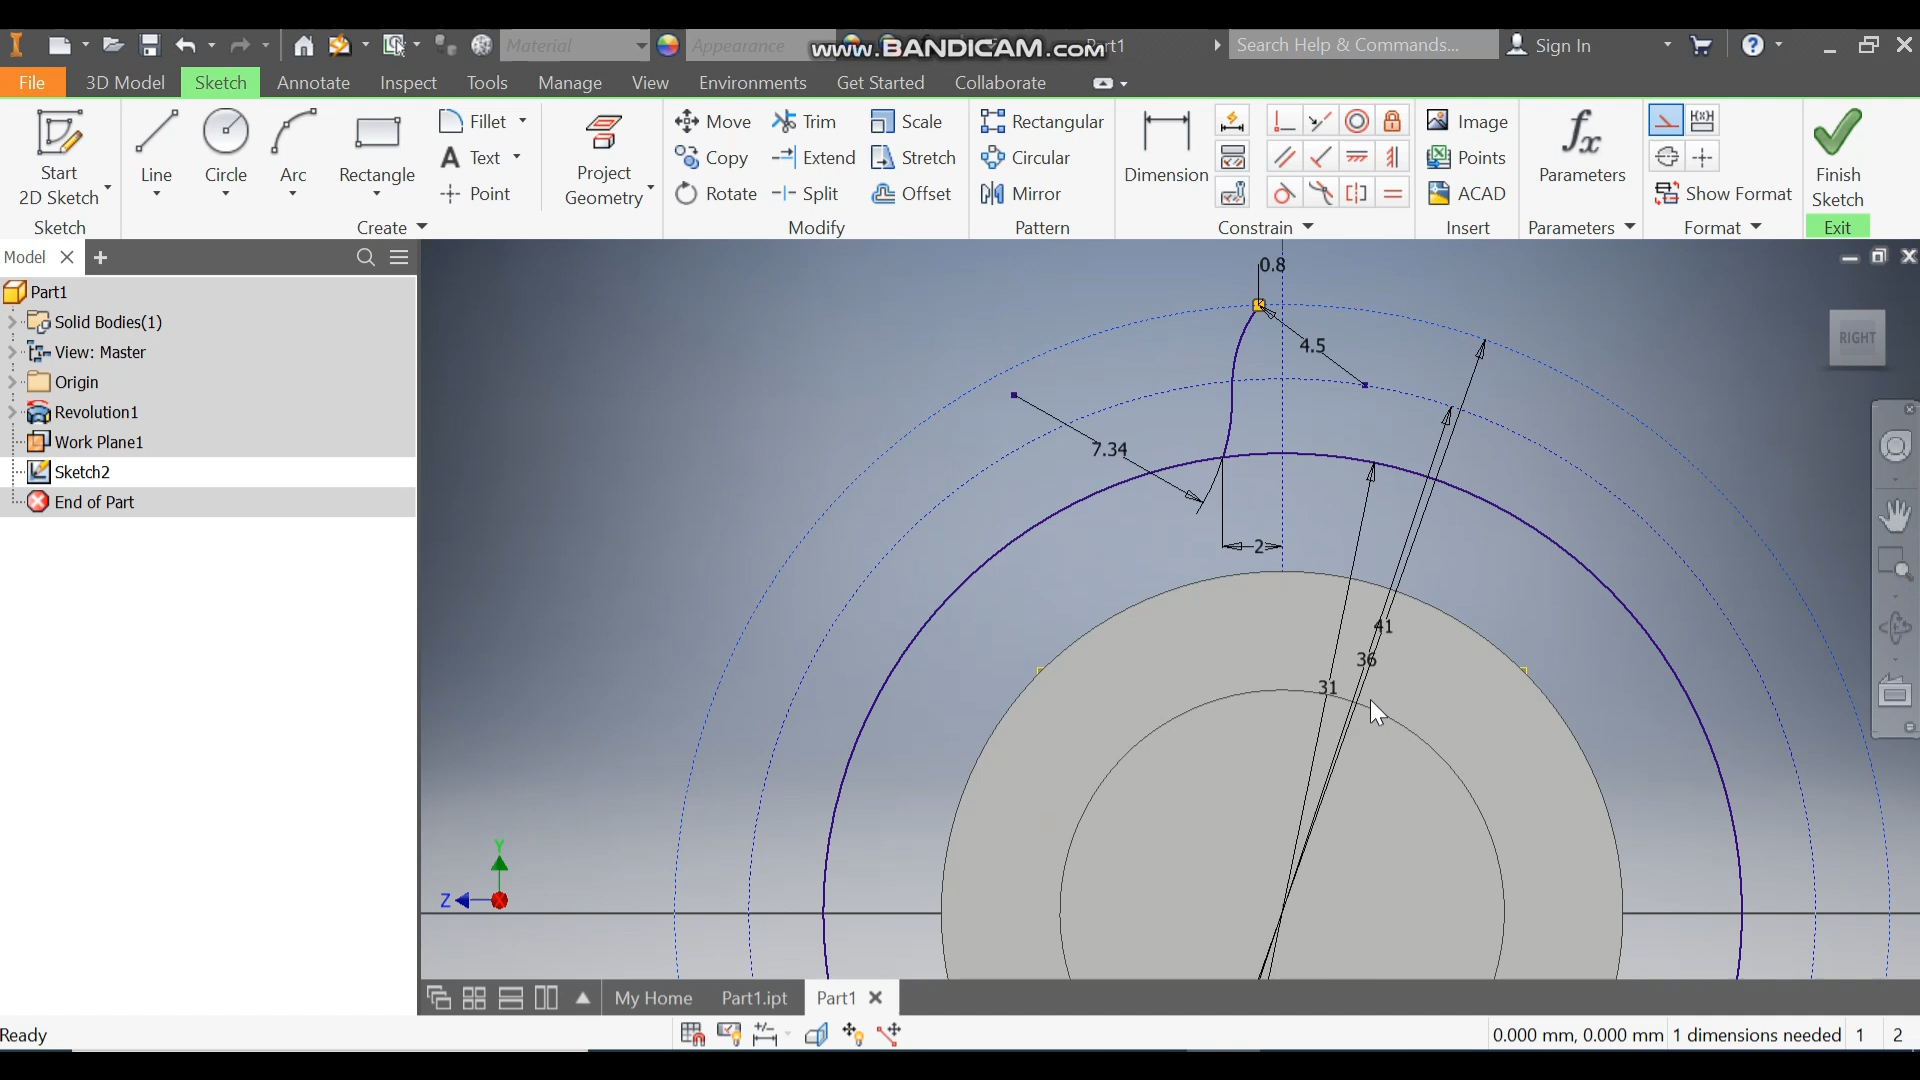 Material
Appearance
www.BANDICAM.com
Part1
Search Help & Commands...
Sign In
File
3D Model
Sketch
Annotate
Inspect
Tools
Manage
View
Environments
Get Started
Collaborate
Start
2D Sketch
Line
Circle
Arc
Rectangle
Fillet
Text
Point
Project
Geometry
Move
Copy
Rotate
Trim
Extend
Split
Scale
Stretch
Offset
Rectangular
Circular
Mirror
Dimension
Image
Points
ACAD
Parameters
Show Format
Finish
Sketch
Sketch
Create
Modify
Pattern
Constrain
Insert
Parameters
Format
Exit
Model
Part1
Solid Bodies(1)
View: Master
Origin
Revolution1
Work Plane1
Sketch2
End of Part
0.8
4.5
7.34
2
41
36
31
RIGHT
Y
Z
My Home
Part1.ipt
Part1
Ready
0.000 mm, 0.000 mm
1 dimensions needed
1
2